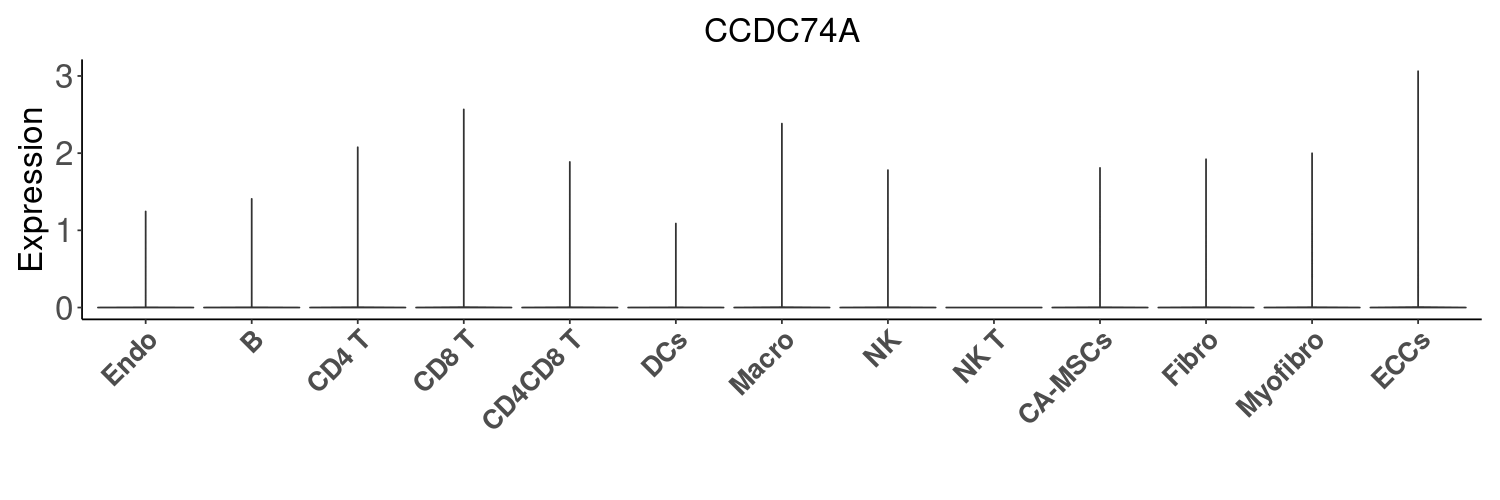 CCDC74A
Expression
3
2
1
0
Endo
B
CD4 T
CD8 T
CD4CD8 T
DCs
Macro
NK
NK T
CA-MSCs
Fibro
Myofibro
ECCs